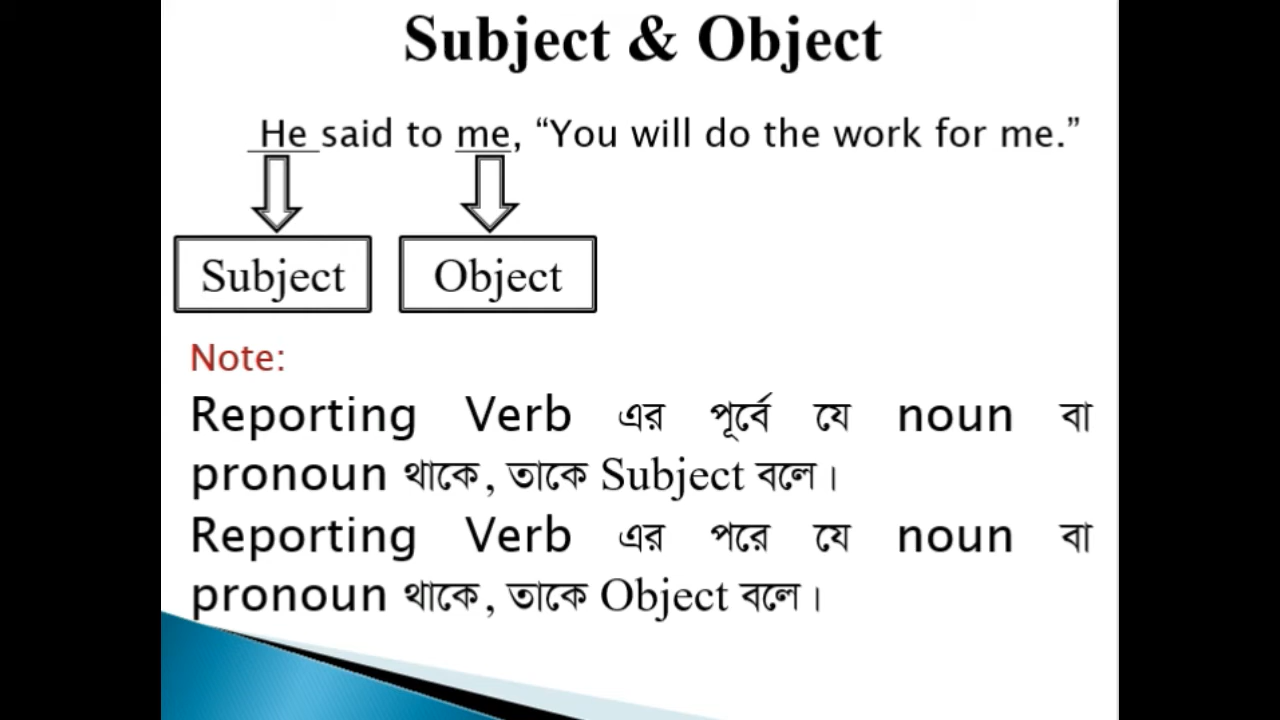 Subject & Object
He said to me, “You will do the work for me.”
Subject Object
Note:
Reporting Verb এর পূর্বে যে noun বা
pronoun থাকে, তাকে Subject বলে।
Reporting Verb এর পরে যে noun বা
pronoun থাকে, তাকে Object বলে।